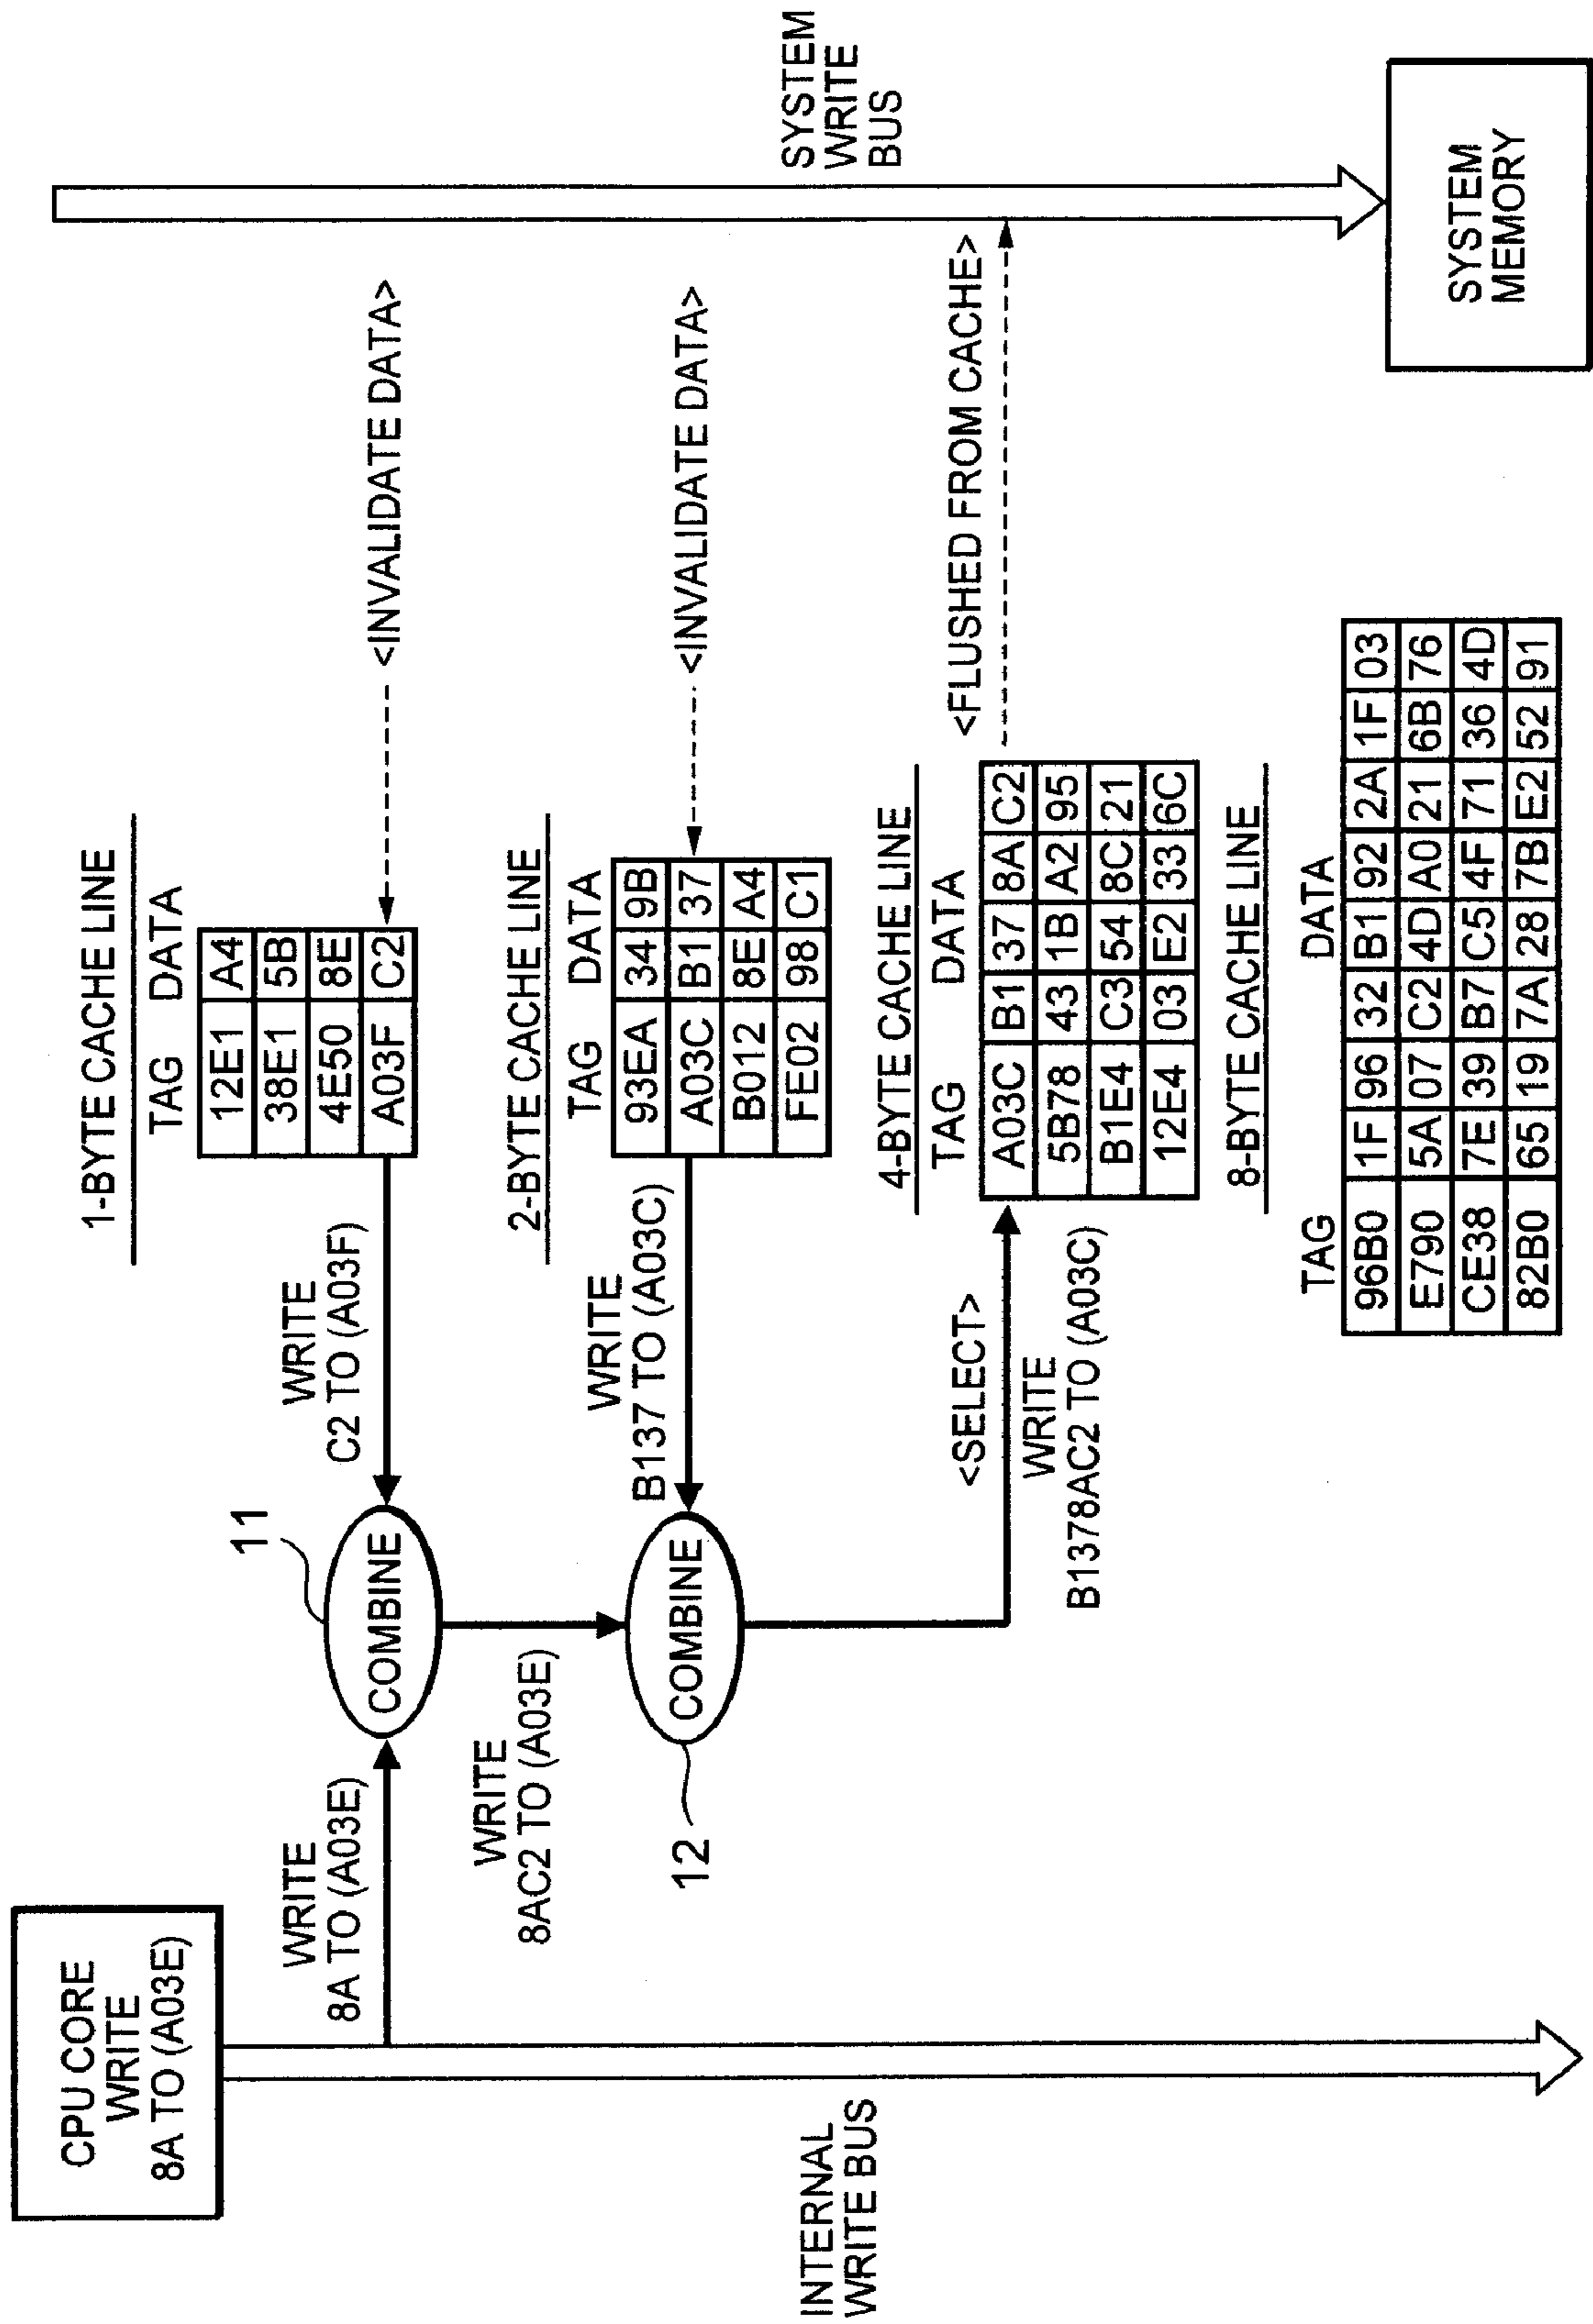 CPU CORE
WRITE
8A TO (A03E)
INTERNAL
WRITE BUS
WRITE
8A TO (A03E)
11
COMBINE
WRITE
C2 TO (A03F)
1-BYTE CACHE LINE
TAG DATA
12E1 A4
38E1 5B
4E50 8E
A03F C2
<INVALIDATE DATA>
WRITE
8AC2 TO (A03E)
12
COMBINE
WRITE
B137 TO (A03C)
2-BYTE CACHE LINE
TAG DATA
93EA 34 9B
A03C B1 37
B012 8E A4
FE02 98 C1
<INVALIDATE DATA>
<SELECT>
WRITE
B1378AC2 TO (A03C)
4-BYTE CACHE LINE
TAG DATA
A03C B1 37 8A C2
5B78 43 1B A2 95
B1E4 C3 54 8C 21
12E4 03 E2 33 6C
<FLUSHED FROM CACHE>
8-BYTE CACHE LINE
TAG DATA
96B0 1F 96 32 B1 92 2A 1F 03
E790 5A 07 C2 4D A0 21 6B 76
CE38 7E 39 B7 C5 4F 71 36 4D
82B0 65 19 7A 28 7B E2 52 91
SYSTEM
WRITE
BUS
SYSTEM
MEMORY